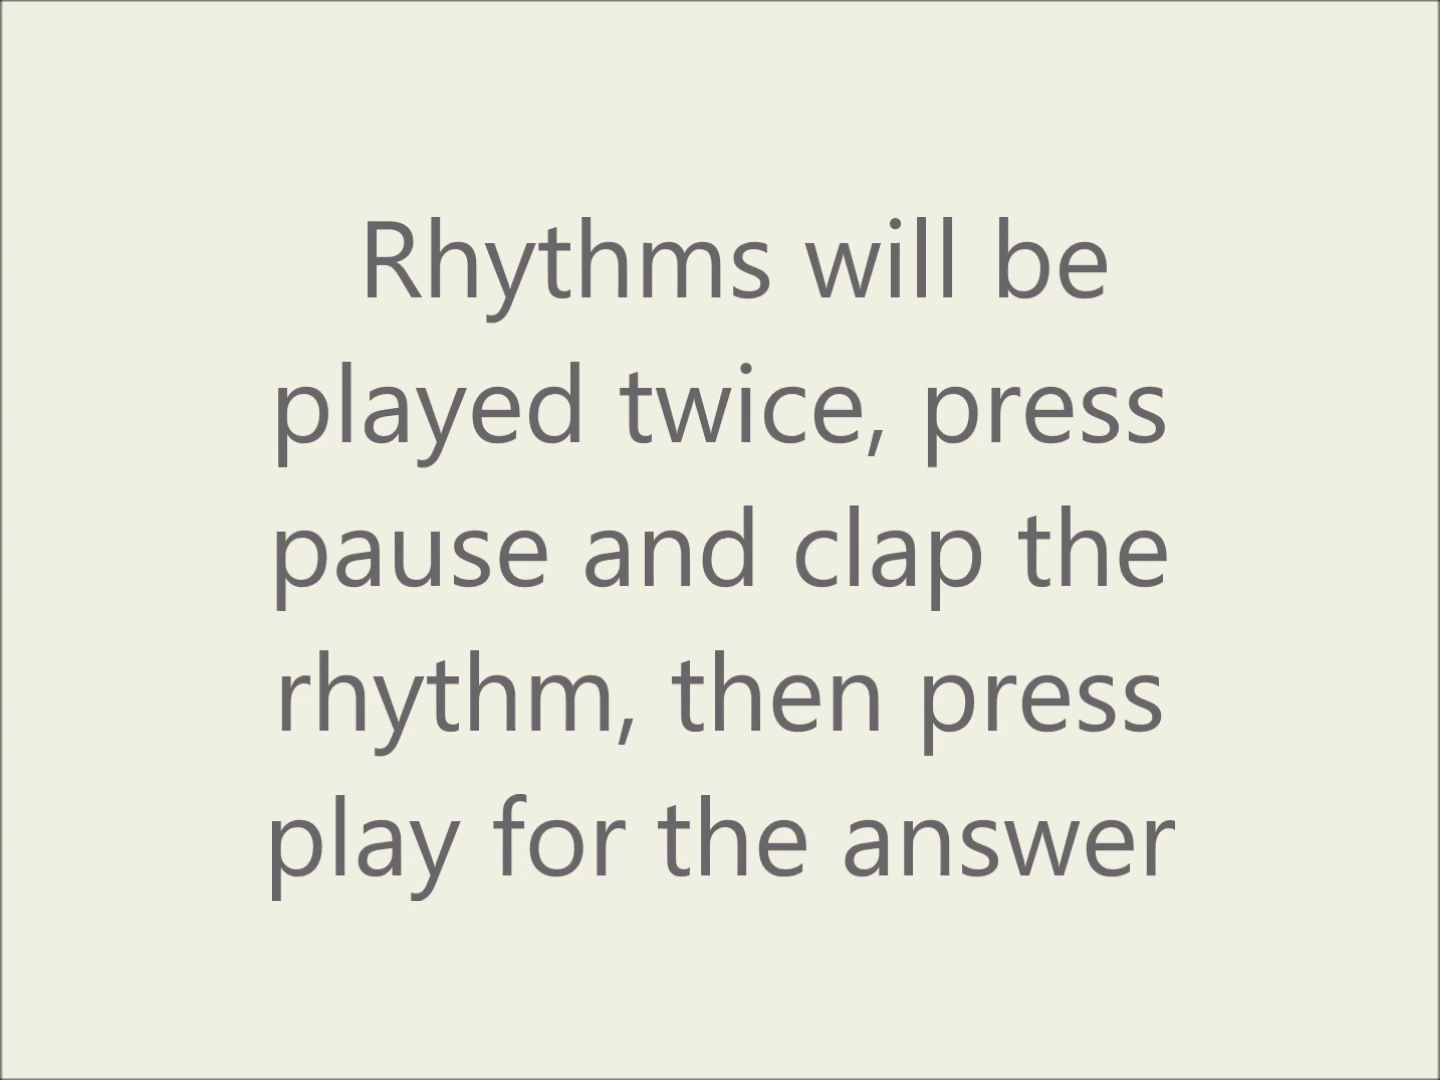 Rhythms will be
played twice, press
pause and clap the
rhythm, then press
play for the answer